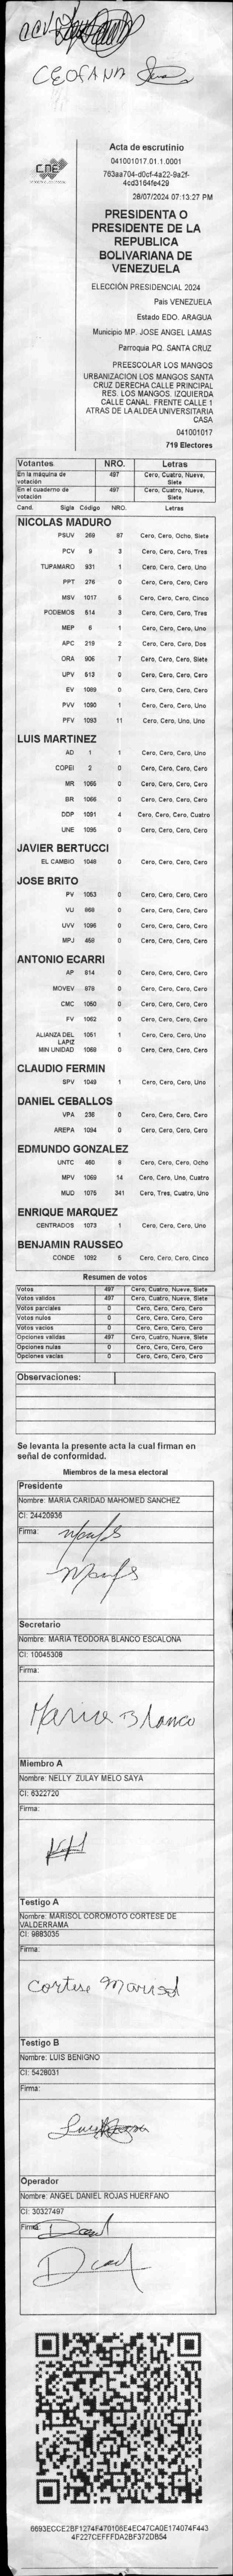 CEOFANB
CNE
Acta de escrutinio
041001017.01.1.0001
763aa704-d0cf-4a22-9a2f-
4cd3164fe429
28/07/2024 07:13:27 PM
PRESIDENTA O
PRESIDENTE DE LA
REPUBLICA
BOLIVARIANA DE
VENEZUELA
ELECCIÓN PRESIDENCIAL 2024
País VENEZUELA
Estado EDO. ARAGUA
Municipio MP. JOSE ANGEL LAMAS
Parroquia PQ. SANTA CRUZ
PREESCOLAR LOS MANGOS
URBANIZACION LOS MANGOS SANTA
CRUZ DERECHA CALLE PRINCIPAL
RES. LOS MANGOS. IZQUIERDA
CALLE CANAL. FRENTE CALLE 1
ATRAS DE LA ALDEA UNIVERSITARIA
CASA
041001017
719 Electores
Votantes NRO. Letras
En la máquina de votación 497 Cero, Cuatro, Nueve, Siete
En el cuaderno de votación 497 Cero, Cuatro, Nueve, Siete
Cand. Sigla Código NRO. Letras
NICOLAS MADURO
PSUV 269 87 Cero, Cero, Ocho, Siete
PCV 9 3 Cero, Cero, Cero, Tres
TUPAMARO 931 1 Cero, Cero, Cero, Uno
PPT 276 0 Cero, Cero, Cero, Cero
MSV 1017 5 Cero, Cero, Cero, Cinco
PODEMOS 514 3 Cero, Cero, Cero, Tres
MEP 6 1 Cero, Cero, Cero, Uno
APC 219 2 Cero, Cero, Cero, Dos
ORA 906 7 Cero, Cero, Cero, Siete
UPV 513 0 Cero, Cero, Cero, Cero
EV 1089 0 Cero, Cero, Cero, Cero
PVV 1090 1 Cero, Cero, Cero, Uno
PFV 1093 11 Cero, Cero, Uno, Uno
LUIS MARTINEZ
AD 1 1 Cero, Cero, Cero, Uno
COPEI 2 0 Cero, Cero, Cero, Cero
MR 1065 0 Cero, Cero, Cero, Cero
BR 1066 0 Cero, Cero, Cero, Cero
DDP 1091 4 Cero, Cero, Cero, Cuatro
UNE 1095 0 Cero, Cero, Cero, Cero
JAVIER BERTUCCI
EL CAMBIO 1048 0 Cero, Cero, Cero, Cero
JOSE BRITO
PV 1053 0 Cero, Cero, Cero, Cero
VU 868 0 Cero, Cero, Cero, Cero
UVV 1096 0 Cero, Cero, Cero, Cero
MPJ 458 0 Cero, Cero, Cero, Cero
ANTONIO ECARRI
AP 814 0 Cero, Cero, Cero, Cero
MOVEV 879 0 Cero, Cero, Cero, Cero
CMC 1050 0 Cero, Cero, Cero, Cero
FV 1052 0 Cero, Cero, Cero, Cero
ALIANZA DEL LAPIZ 1051 1 Cero, Cero, Cero, Uno
MIN UNIDAD 1068 0 Cero, Cero, Cero, Cero
CLAUDIO FERMIN
SPV 1049 1 Cero, Cero, Cero, Uno
DANIEL CEBALLOS
VPA 236 0 Cero, Cero, Cero, Cero
AREPA 1094 0 Cero, Cero, Cero, Cero
EDMUNDO GONZALEZ
UNTC 460 8 Cero, Cero, Cero, Ocho
MPV 1069 14 Cero, Cero, Uno, Cuatro
MUD 1075 341 Cero, Tres, Cuatro, Uno
ENRIQUE MARQUEZ
CENTRADOS 1073 1 Cero, Cero, Cero, Uno
BENJAMIN RAUSSEO
CONDE 1092 5 Cero, Cero, Cero, Cinco
Resumen de votos
Votos 497 Cero, Cuatro, Nueve, Siete
Votos validos 497 Cero, Cuatro, Nueve, Siete
Votos parciales 0 Cero, Cero, Cero, Cero
Votos nulos 0 Cero, Cero, Cero, Cero
Votos vacios 0 Cero, Cero, Cero, Cero
Opciones validas 497 Cero, Cuatro, Nueve, Siete
Opciones nulas 0 Cero, Cero, Cero, Cero
Opciones vacias 0 Cero, Cero, Cero, Cero
Observaciones:
Se levanta la presente acta la cual firman en
señal de conformidad.
Miembros de la mesa electoral
Presidente
Nombre: MARIA CARIDAD MAHOMED SANCHEZ
CI: 24420936
Firma:
Secretario
Nombre: MARIA TEODORA BLANCO ESCALONA
CI: 10045308
Firma:
Maria Blanco
Miembro A
Nombre: NELLY ZULAY MELO SAYA
CI: 6322720
Firma:
Testigo A
Nombre: MARISOL COROMOTO CORTESE DE
VALDERRAMA
CI: 9883035
Firma:
Cortese Marisol
Testigo B
Nombre: LUIS BENIGNO
CI: 5428031
Firma:
Operador
Nombre: ANGEL DANIEL ROJAS HUERFANO
CI: 30327497
Firma:
6693ECCE2BF1274F470106E4EC47CA0E174074F443
4F227CEFFFDA2BF372DB54